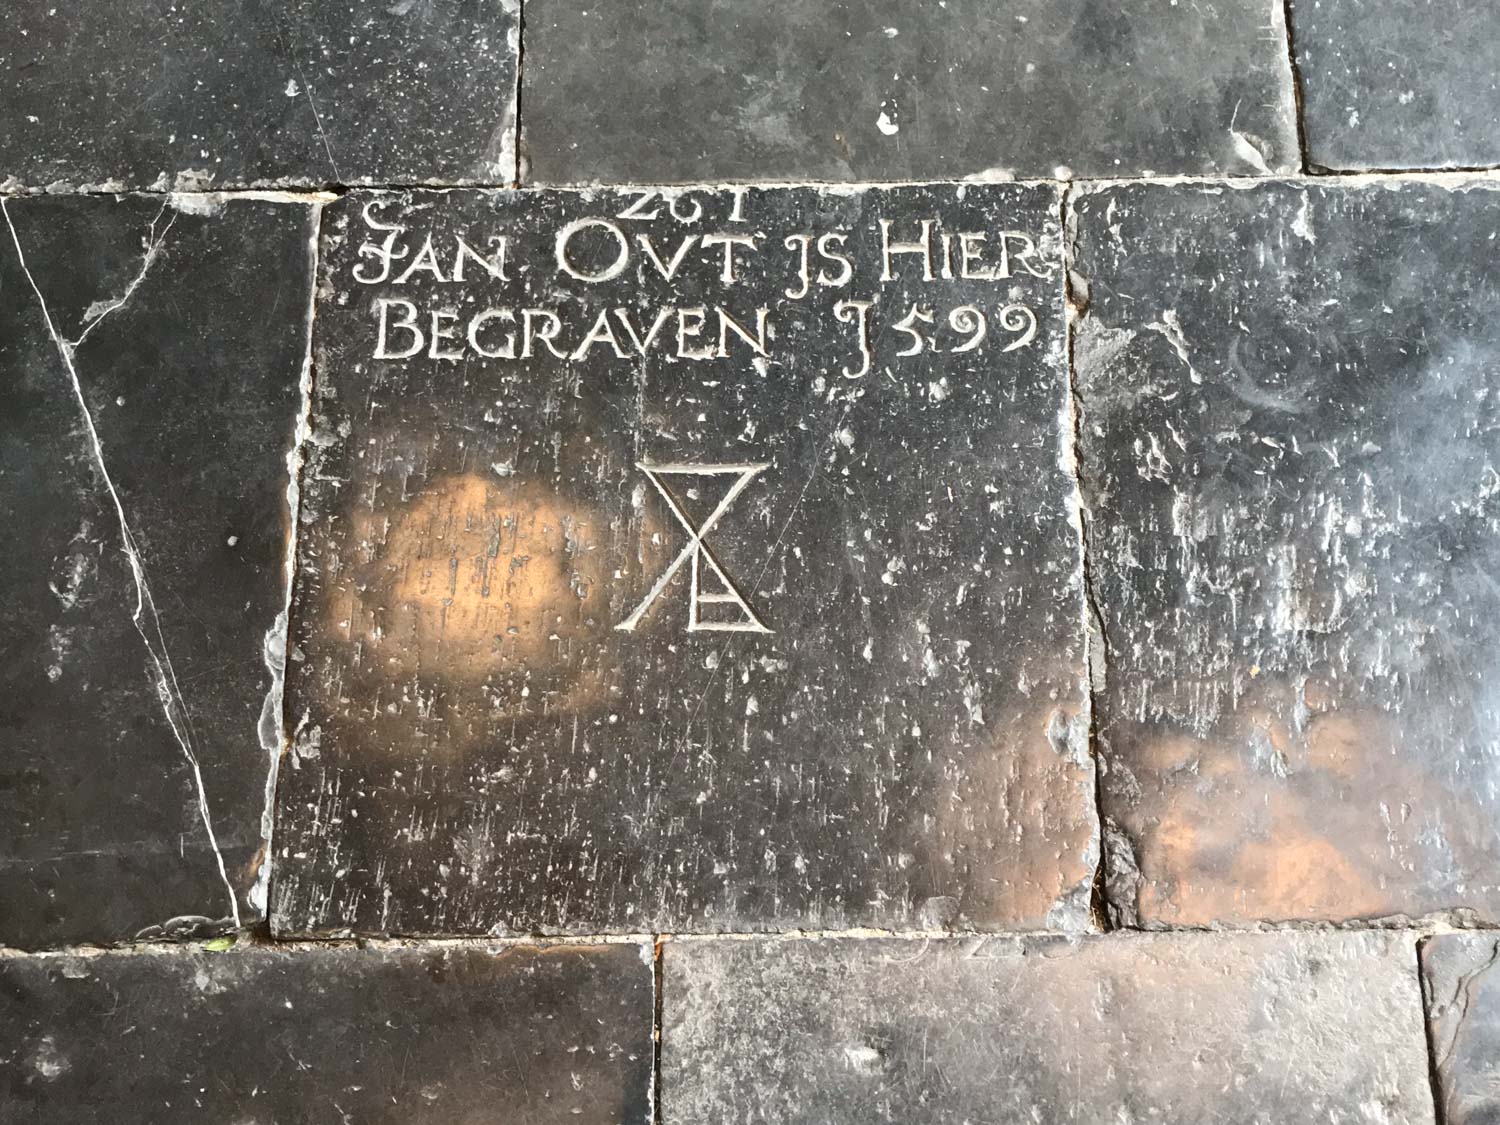 261
JAN OVT JS HIER
BEGRAVEN J599